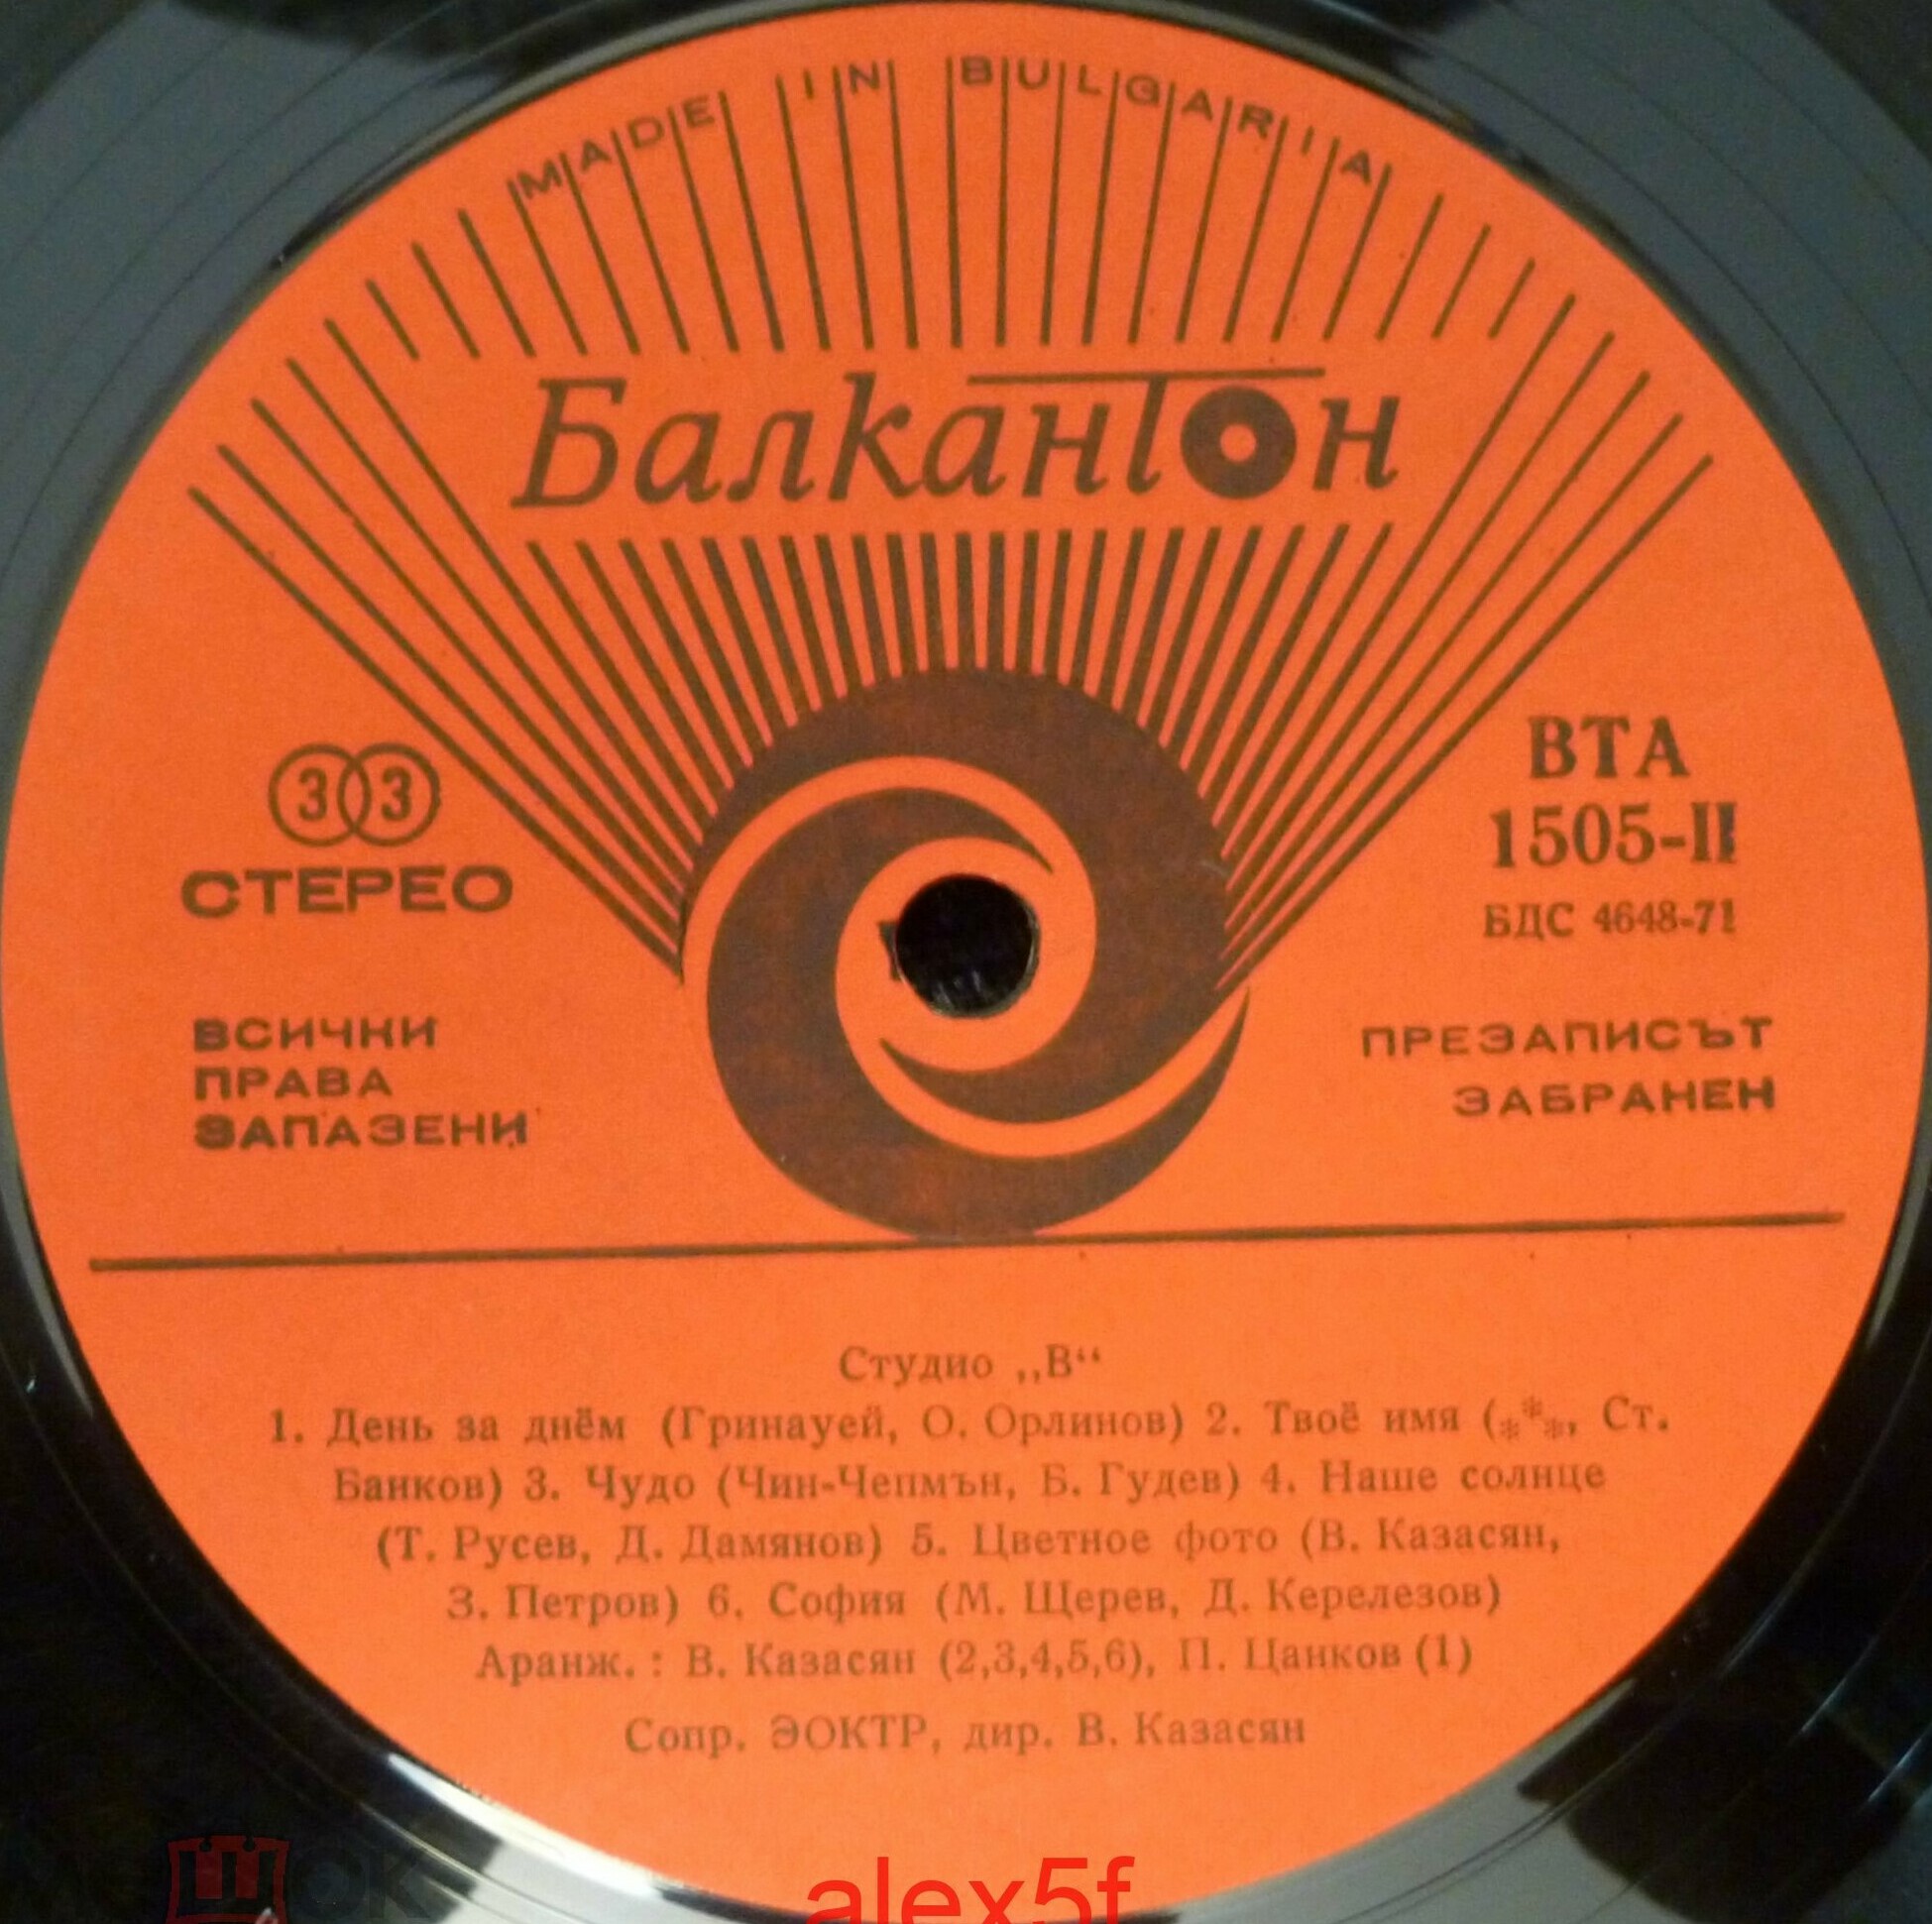 MADE IN BULGARIA
Балкантон
33
СТЕРЕО
ВТА
1505-II
БДС 4648-71
ВСИЧКИ
ПРАВА
ЗАПАЗЕНИ
ПРЕЗАПИСЪТ
ЗАБРАНЕН
Студио „В“
1. День за днём (Гринауей, О. Орлинов) 2. Твоё имя (***, Ст.
Банков) 3. Чудо (Чин-Чепмън, Б. Гудев) 4. Наше солнце
(Т. Русев, Д. Дамянов) 5. Цветное фото (В. Казасян,
З. Петров) 6. София (М. Щерев, Д. Керелезов)
Аранж. : В. Казасян (2,3,4,5,6), П. Цанков (1)
Сопр. ЭОКТР, дир. В. Казасян
alex5f